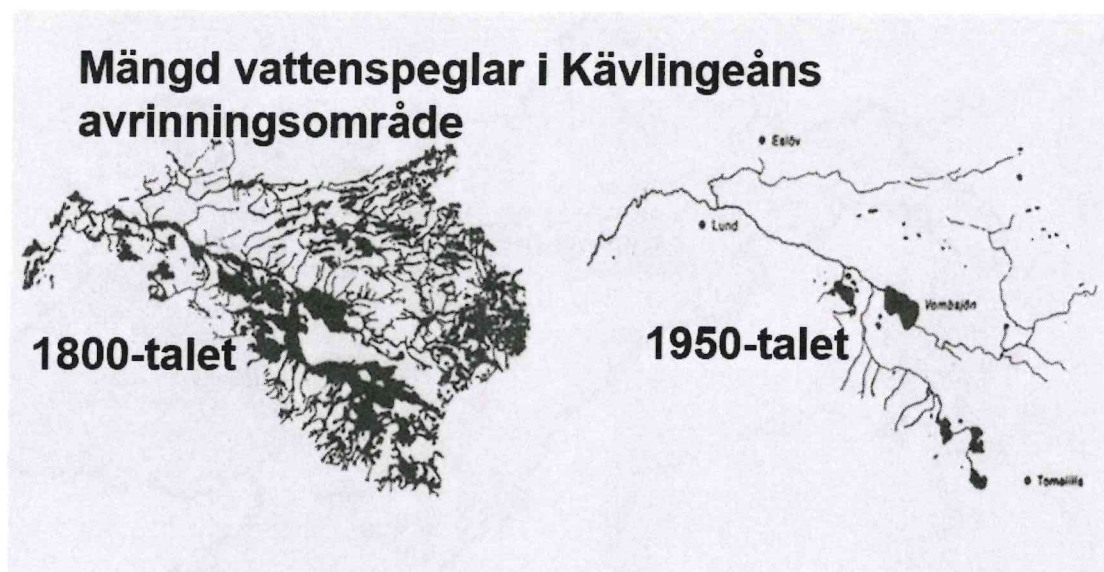 Mängd vattenspeglar i Kävlingeåns
avrinningsområde
Eslöv
Lund
Vombsjön
1800-talet
1950-talet
Tomelilla